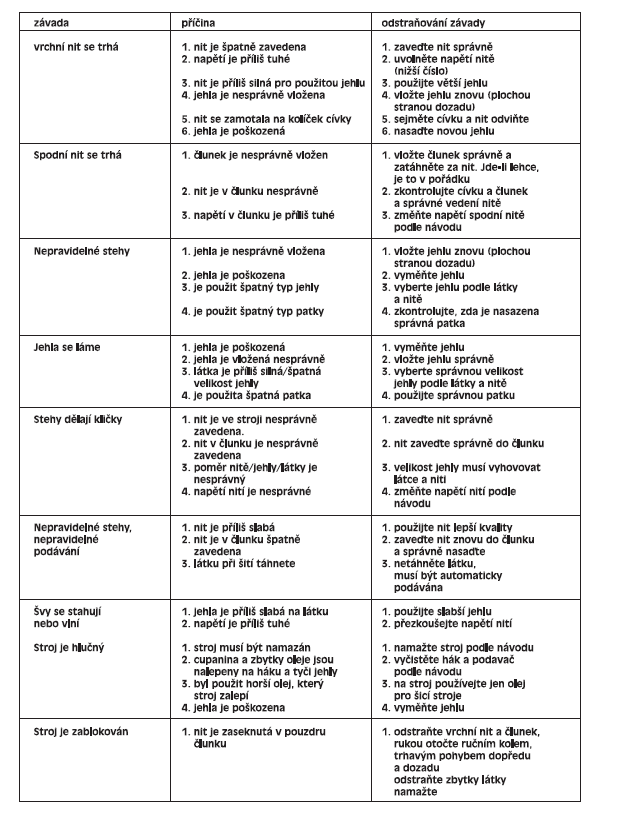 závada příčina odstraňování závady
vrchní nit se trhá 1. nit je špatně zavedena 1. zaveďte nit správně
2. napětí je příliš tuhé 2. uvolněte napětí nitě
(nižší číslo)
3. nit je příliš silná pro použitou jehlu 3. použijte větší jehlu
4. jehla je nesprávně vložena 4. vložte jehlu znovu (plochou
stranou dozadu)
5. nit se zamotala na kolíček cívky 5. sejměte cívku a nit odviňte
6. jehla je poškozená 6. nasaďte novou jehlu
Spodní nit se trhá 1. člunek je nesprávně vložen 1. vložte člunek správně a
zatáhněte za nit. Jde-li lehce,
je to v pořádku
2. nit je v člunku nesprávně 2. zkontrolujte cívku a člunek
a správné vedení nitě
3. napětí v člunku je příliš tuhé 3. změňte napětí spodní nitě
podle návodu
Nepravidelné stehy 1. jehla je nesprávně vložena 1. vložte jehlu znovu (plochou
stranou dozadu)
2. jehla je poškozena 2. vyměňte jehlu
3. je použit špatný typ jehly 3. vyberte jehlu podle látky
a nitě
4. je použit špatný typ patky 4. zkontrolujte, zda je nasazena
správná patka
Jehla se láme 1. jehla je poškozená 1. vyměňte jehlu
2. jehla je vložená nesprávně 2. vložte jehlu správně
3. látka je příliš silná/špatná 3. vyberte správnou velikost
velikost jehly jehly podle látky a nitě
4. je použita špatná patka 4. použijte správnou patku
Stehy dělají kličky 1. nit je ve stroji nesprávně 1. zaveďte nit správně
zavedena.
2. nit v člunku je nesprávně 2. nit zaveďte správně do člunku
zavedena
3. poměr nitě/jehly/látky je 3. velikost jehly musí vyhovovat
nesprávný látce a niti
4. napětí nití je nesprávné 4. změňte napětí nití podle
návodu
Nepravidelné stehy, 1. nit je příliš slabá 1. použijte nit lepší kvality
nepravidelné 2. nit je v člunku špatně 2. zaveďte nit znovu do člunku
podávání zavedena a správně nasaďte
3. látku při šití táhnete 3. netáhněte látku,
musí být automaticky
podávána
Švy se stahují 1. jehla je příliš slabá na látku 1. použijte slabší jehlu
nebo vlní 2. napětí je příliš tuhé 2. přezkoušejte napětí nití
Stroj je hlučný 1. stroj musí být namazán 1. namažte stroj podle návodu
2. cupanina a zbytky oleje jsou 2. vyčistěte hák a podavač
nalepeny na háku a tyči jehly podle návodu
3. byl použit horší olej, který 3. na stroj používejte jen olej
stroj zalepí pro šicí stroje
4. jehla je poškozena 4. vyměňte jehlu
Stroj je zablokován 1. nit je zaseknutá v pouzdru 1. odstraňte vrchní nit a člunek,
člunku rukou otočte ručním kolem,
trhavým pohybem dopředu
a dozadu
odstraňte zbytky látky
namažte